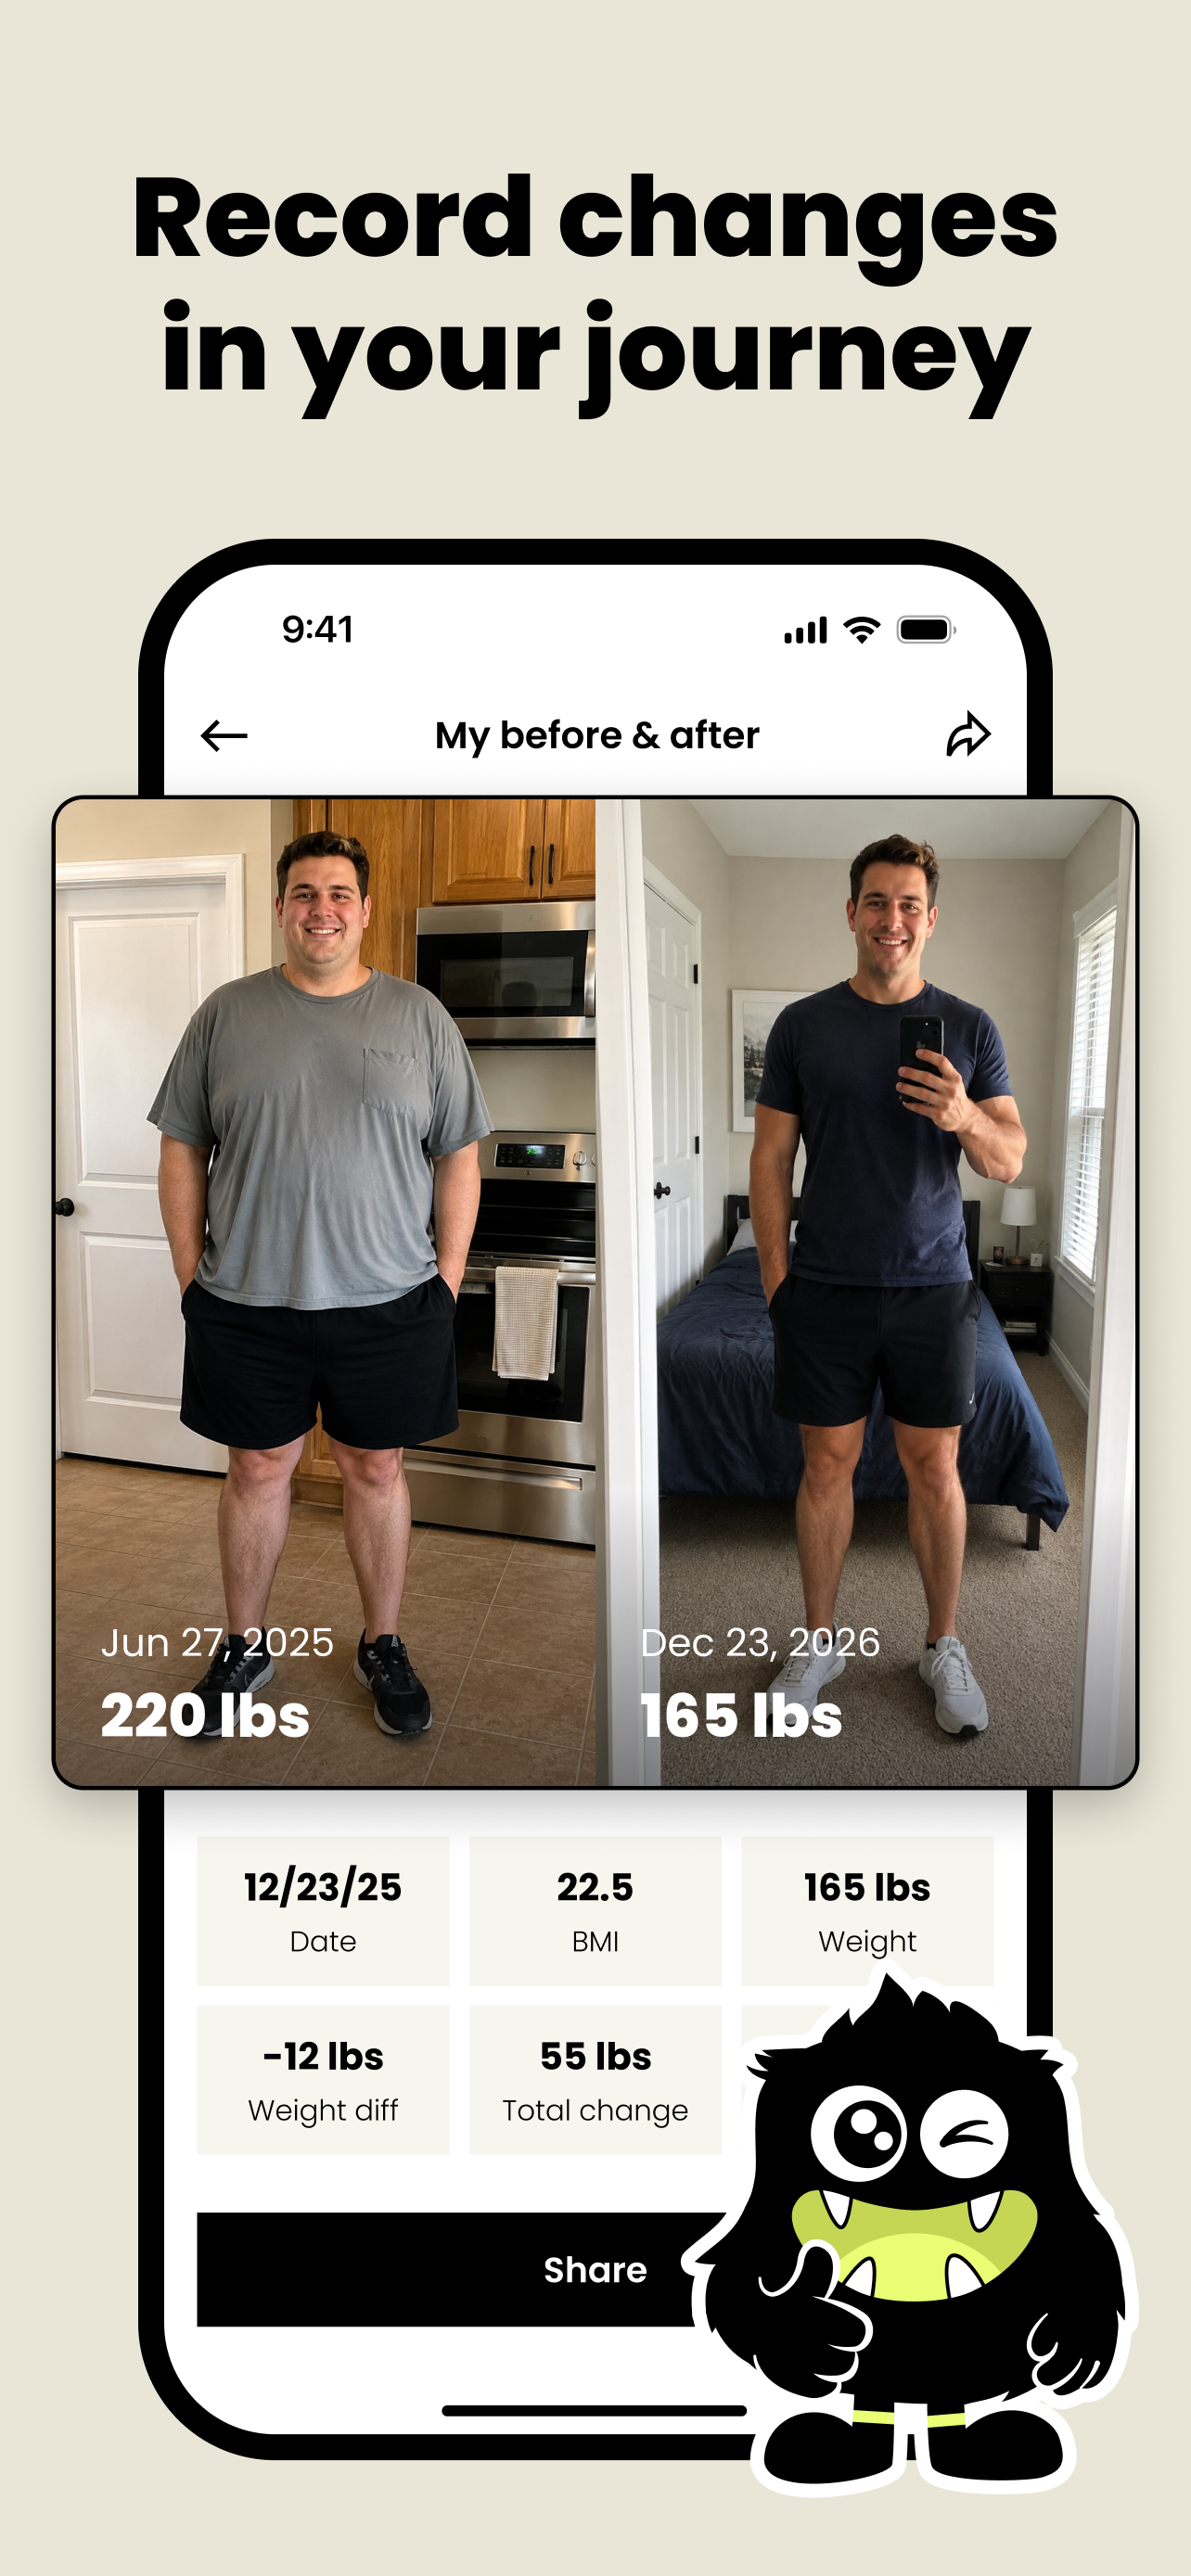 Record changes
in your journey
9:41
My before & after
Jun 27, 2025
220 lbs
Dec 23, 2026
165 lbs
12/23/25
Date
22.5
BMI
165 lbs
Weight
-12 lbs
Weight diff
55 lbs
Total change
Share